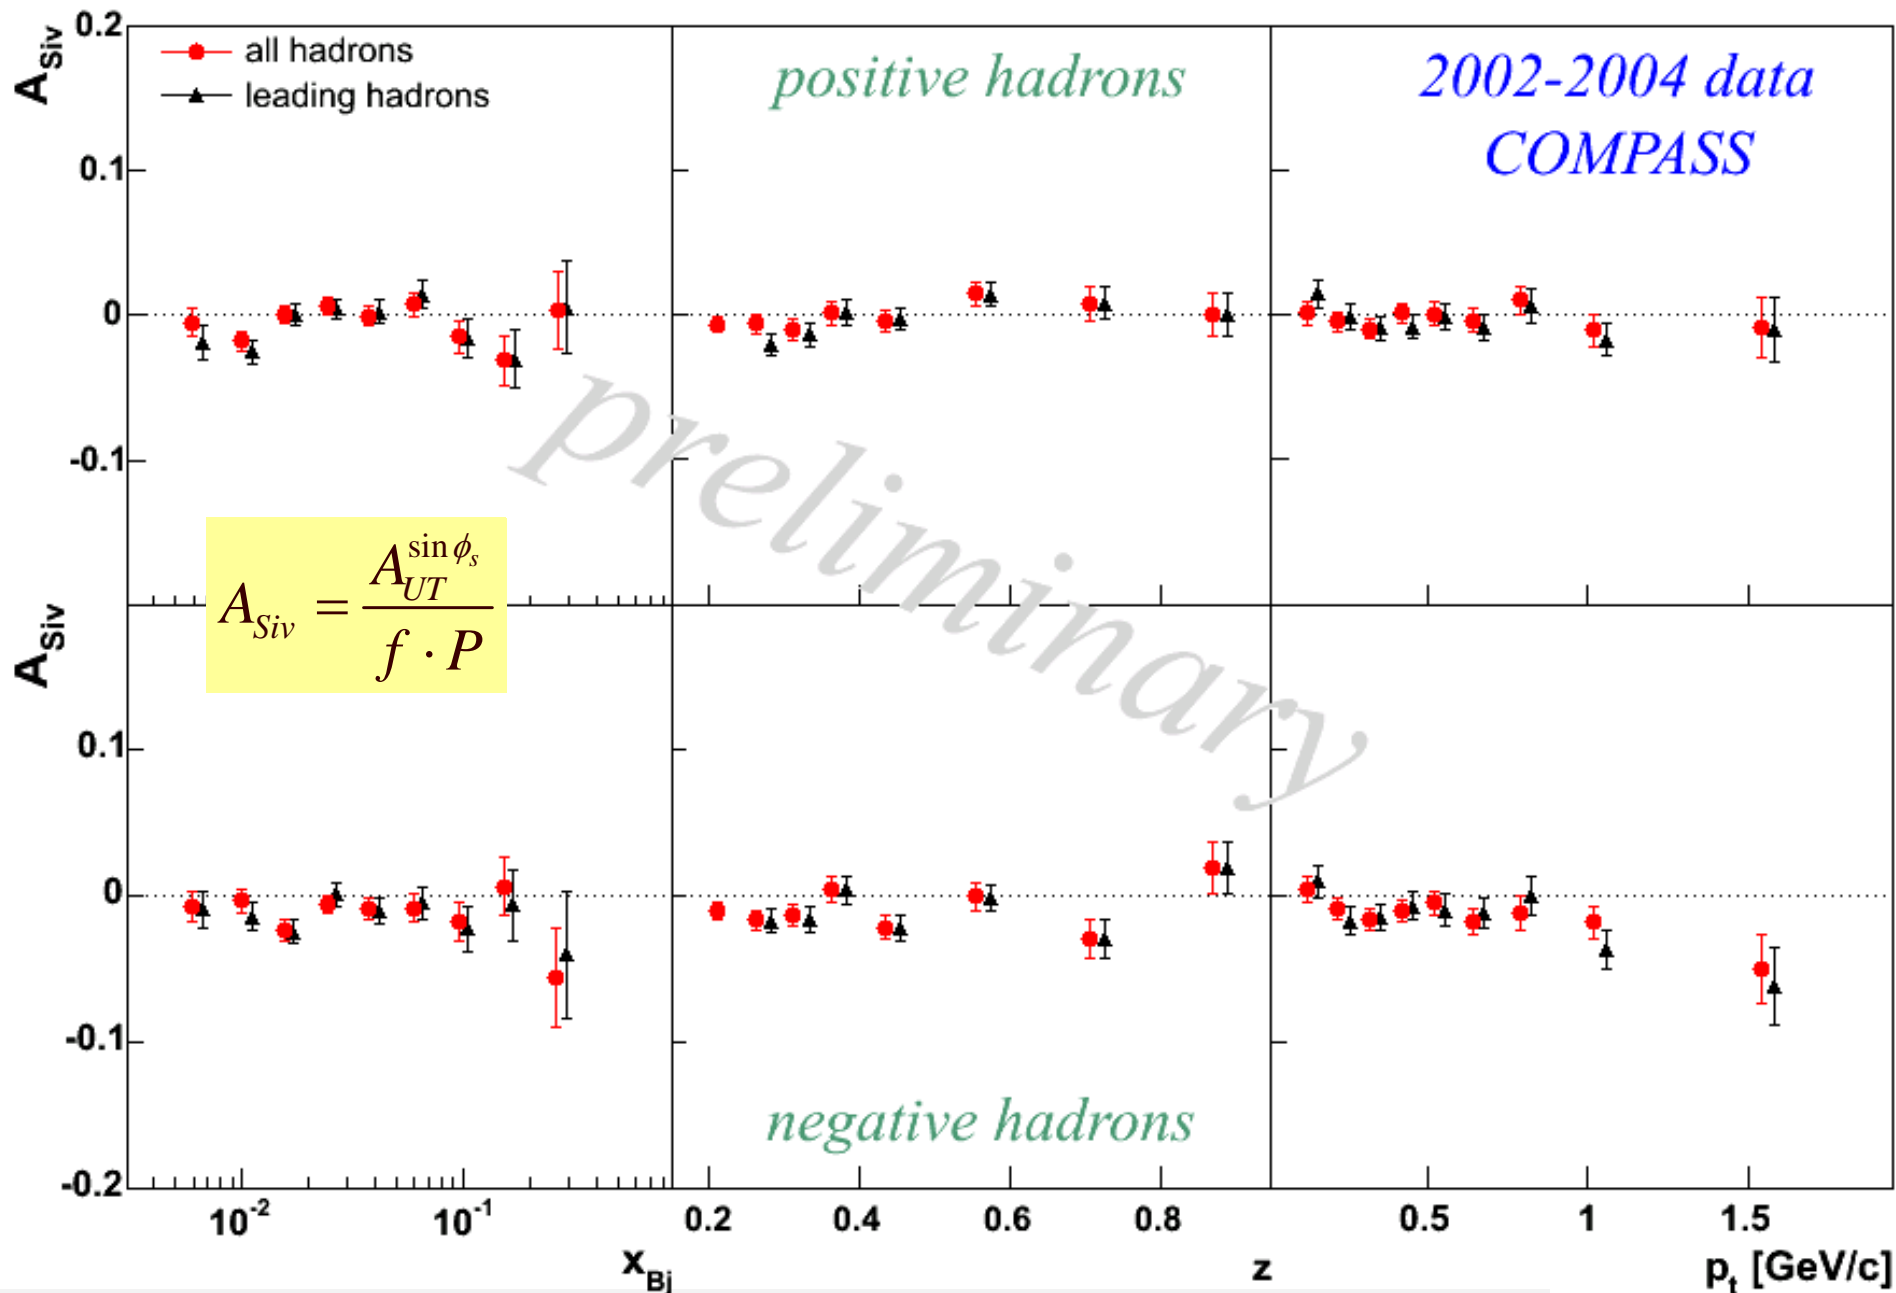 0.2
A_Siv
all hadrons
leading hadrons
positive hadrons
2002-2004 data
COMPASS
0.1
0
-0.1
preliminary
A_Siv = A_UT^{sin ϕ_s} / f · P
A_Siv
0.1
0
-0.1
negative hadrons
-0.2
10^-2 10^-1 0.2 0.4 0.6 0.8 0.5 1 1.5
x_Bj z p_t [GeV/c]